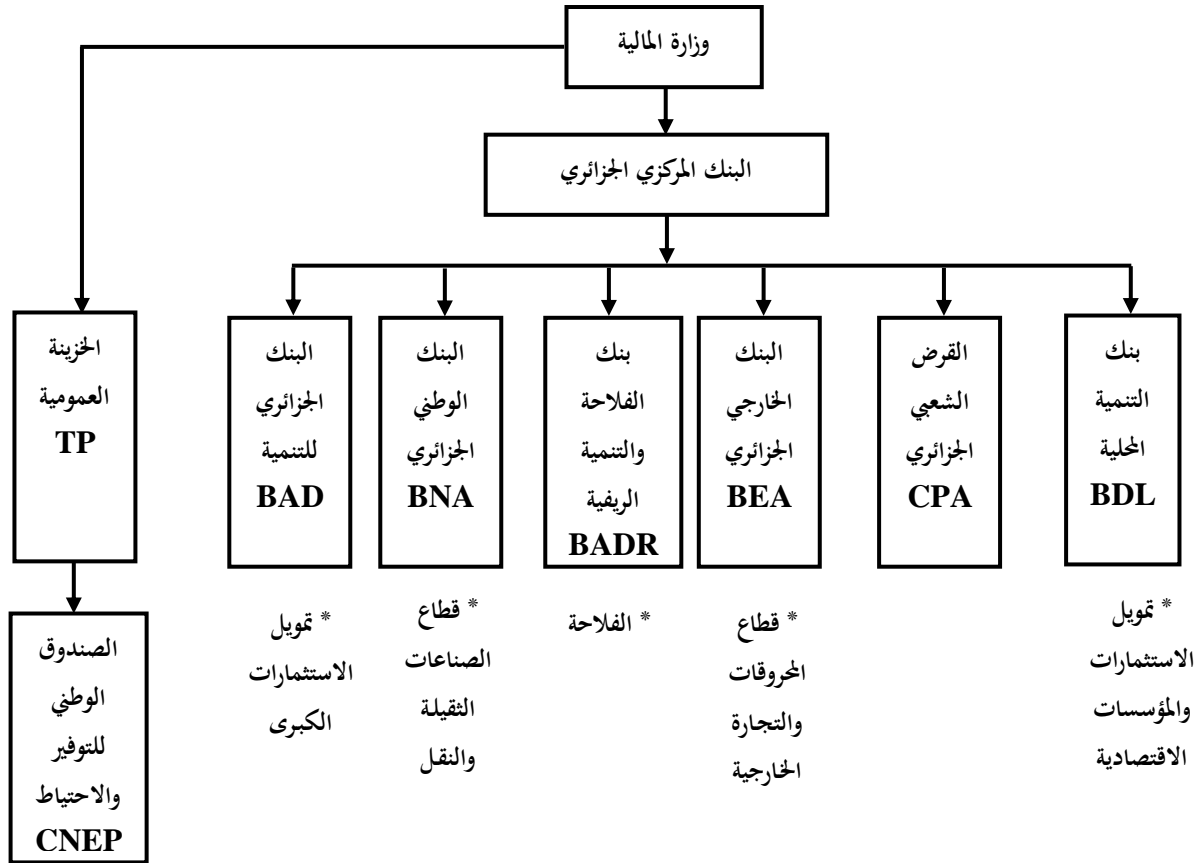 وزارة المالية
البنك المركزي الجزائري
بنك
التنمية
المحلية
BDL
القرض
الشعبي
الجزائري
CPA
البنك
الخارجي
الجزائري
BEA
بنك
الفلاحة
والتنمية
الريفية
BADR
البنك
الوطني
الجزائري
BNA
البنك
الجزائري
للتنمية
BAD
الخزينة
العمومية
TP
* تمويل
الاستثمارات
والمؤسسات
الاقتصادية
* قطاع
المحروقات
والتجارة
الخارجية
* الفلاحة
* قطاع
الصناعات
الثقيلة
والنقل
* تمويل
الاستثمارات
الكبرى
الصندوق
الوطني
للتوفير
والاحتياط
CNEP